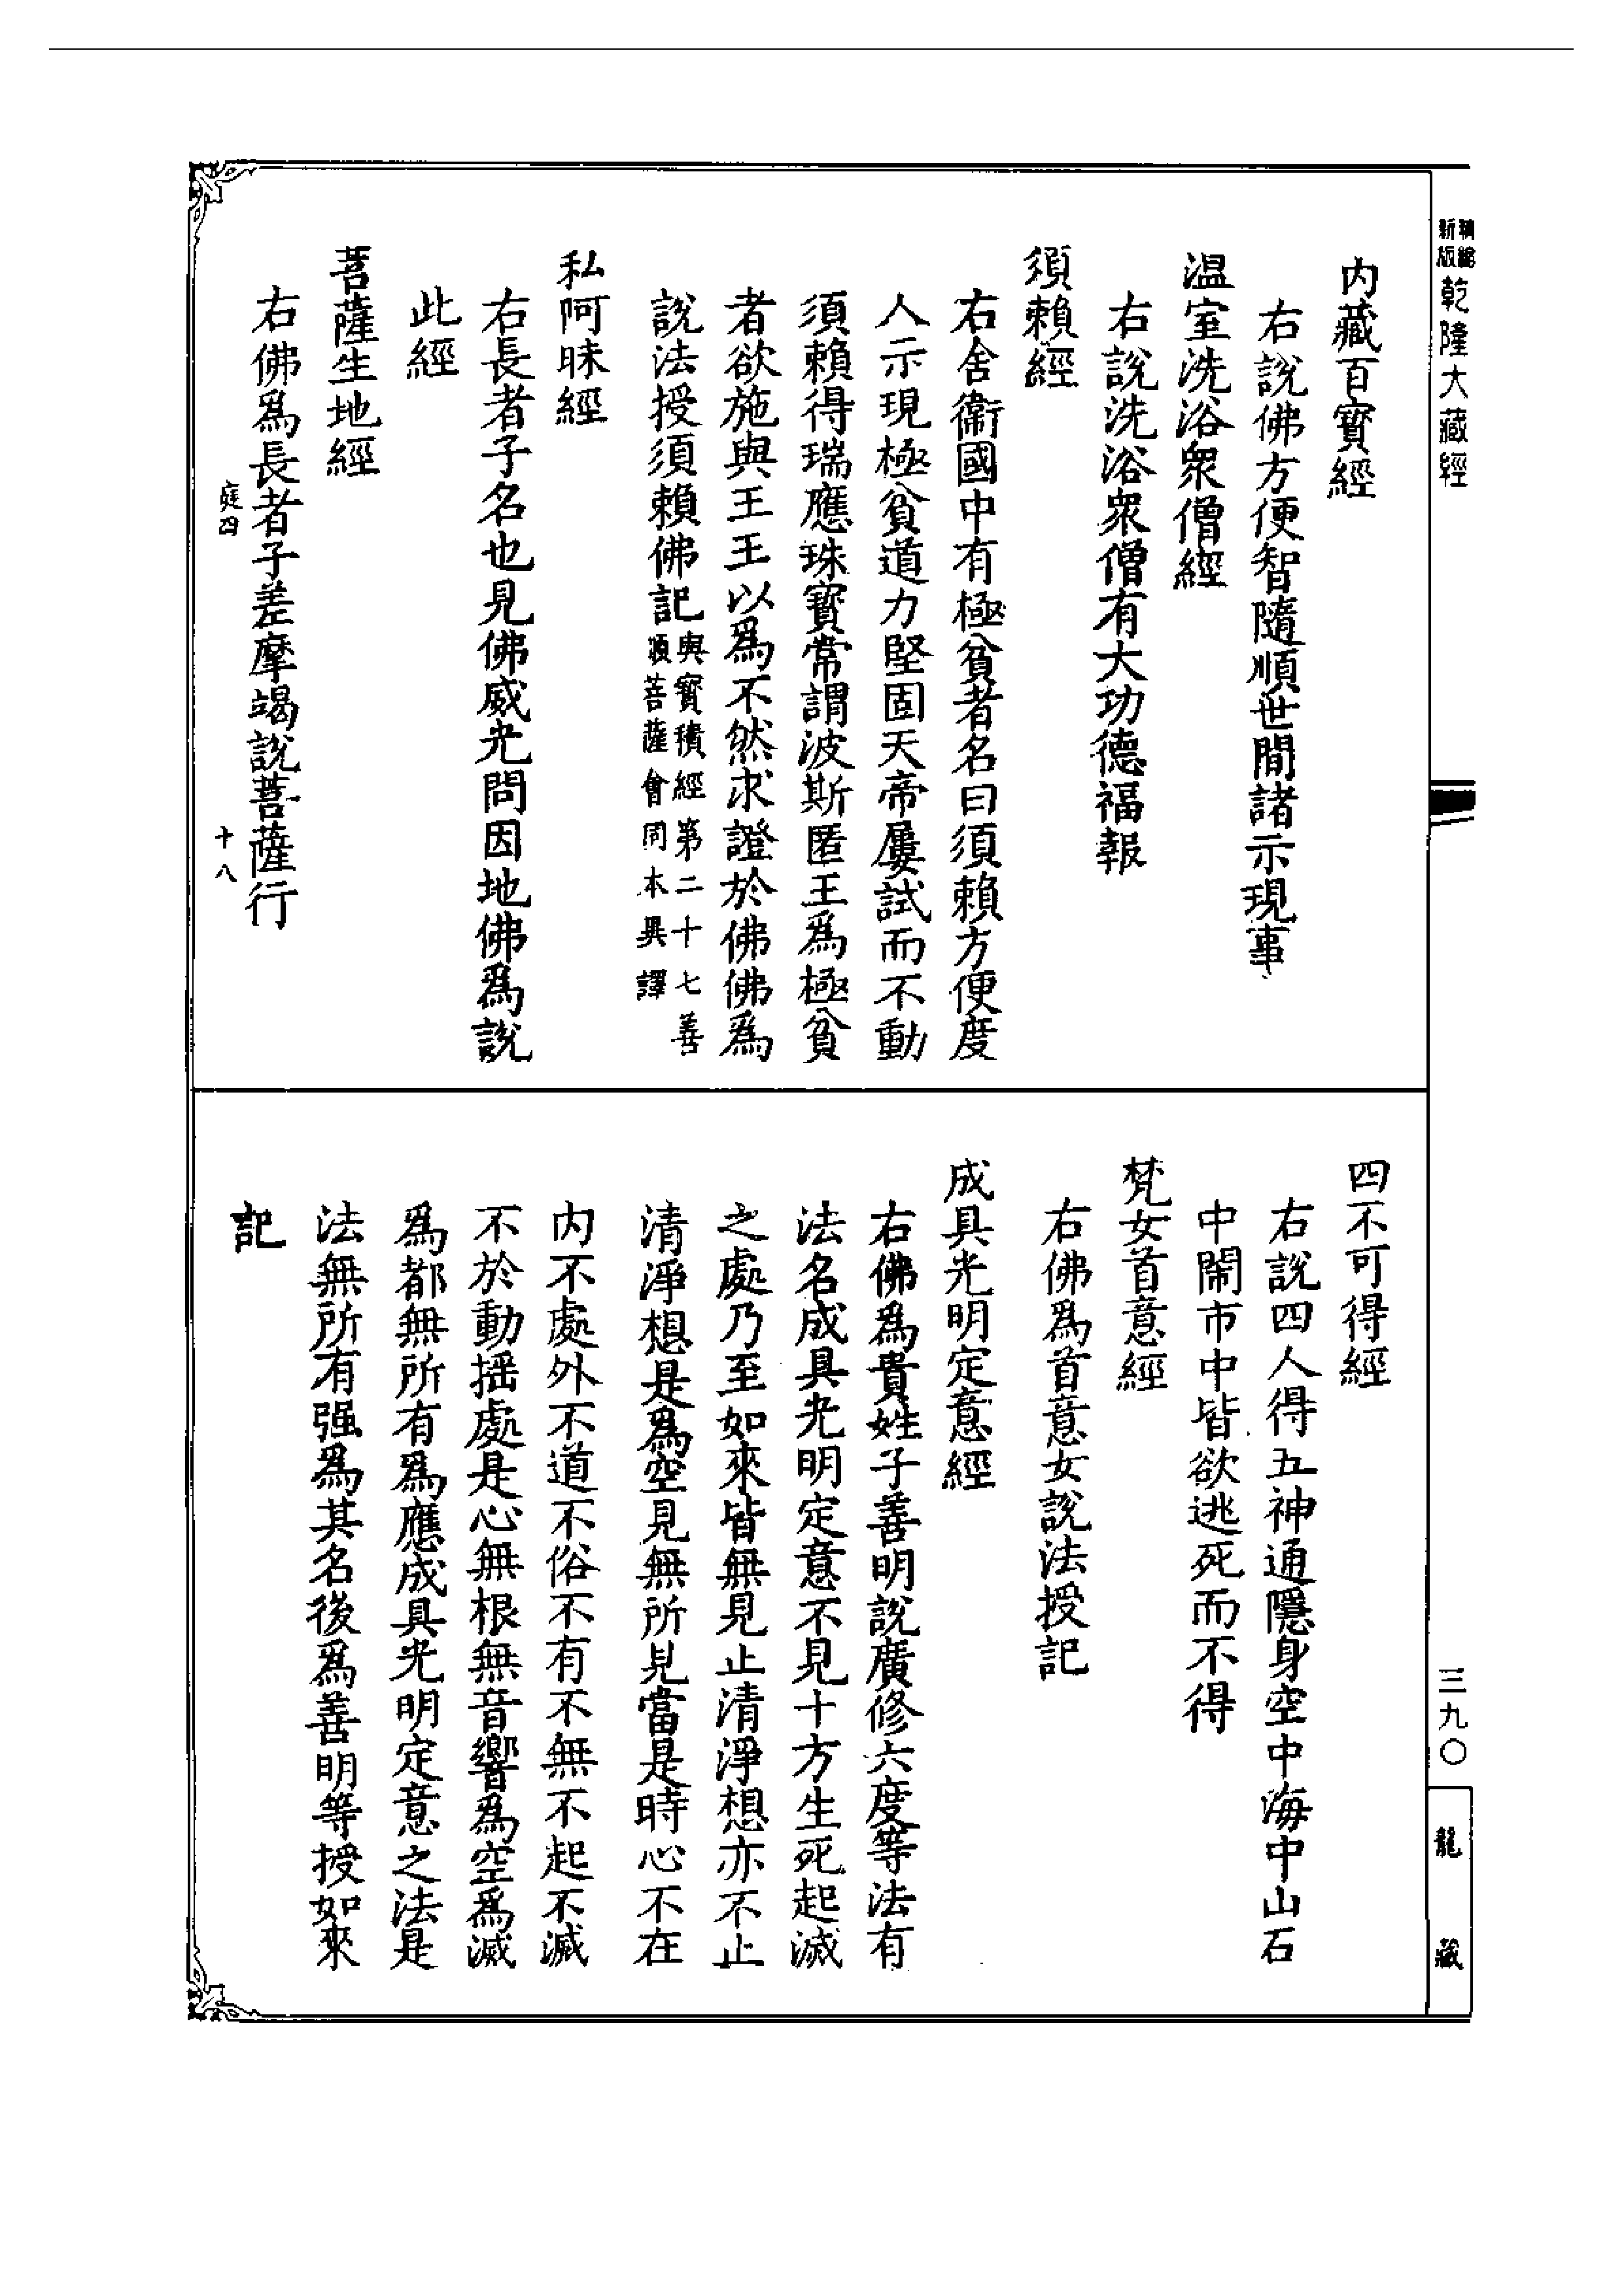 新版
精編
乾隆大藏經
内藏百寳經
右說佛方便智隨順世間諸示現事
温室洗浴衆僧經
右說洗浴衆僧有大功德福報
須賴經
右舍衞國中有極貧者名曰須賴方便度
人示現極貧道力堅固天帝屢試而不動
須賴得瑞應珠寳常謂波斯匿王爲極貧
者欲施與王王以爲不然求證於佛佛爲
說法授須賴佛記與寳積經第二十七善
順菩薩會同本異譯
私阿昧經
右長者子名也見佛威光問因地佛爲說
此經
菩薩生地經
右佛爲長者子差摩竭說菩薩行
庭四
十八
四不可得經
右說四人得五神通隱身空中海中山石
中閙市中皆欲逃死而不得
梵女首意經
右佛爲首意女說法授記
成具光明定意經
右佛爲貴姓子善明說廣修六度等法有
法名成具光明定意不見十方生死起滅
之處乃至如來皆無見止清淨想亦不止
清淨想是爲空見無所見當是時心不在
内不處外不道不俗不有不無不起不滅
不於動揺處是心無根無音響爲空爲滅
爲都無所有爲應成具光明定意之法是
法無所有强爲其名後爲善明等授如來
記
三九〇
龍藏